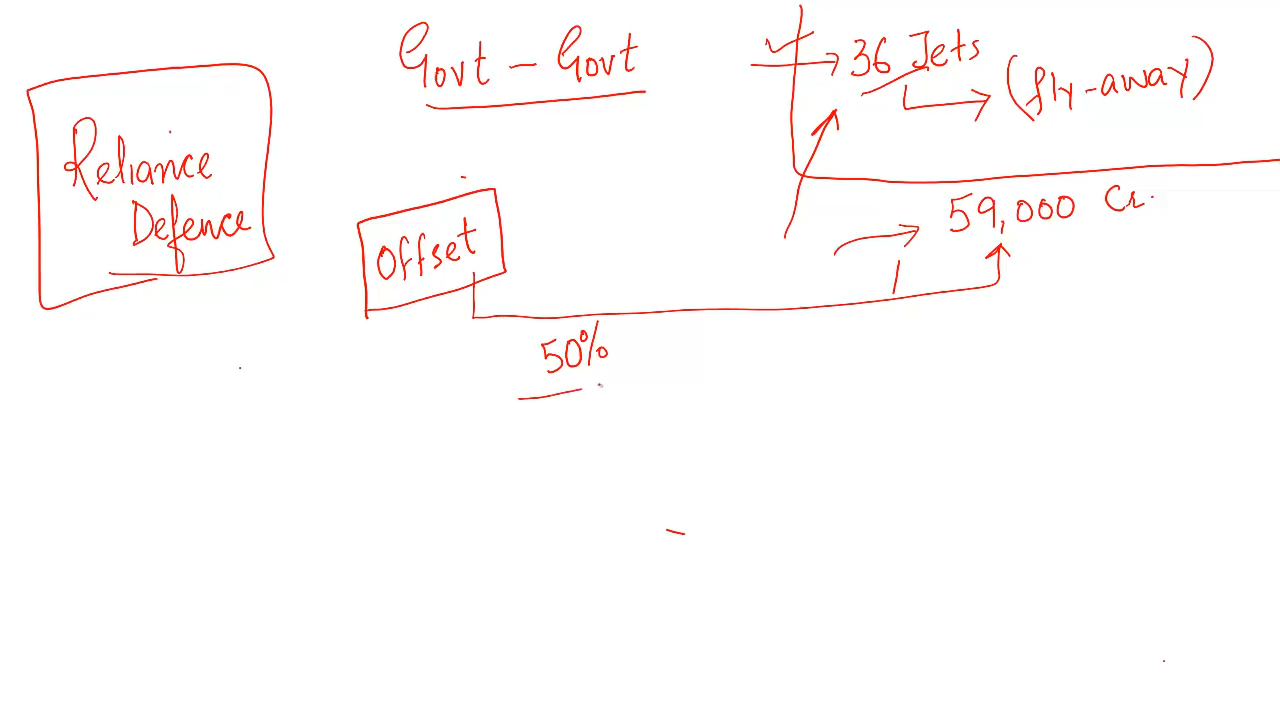 Govt - Govt
36 Jets
(fly-away)
Reliance
Defence
Offset
59,000 Cr.
50%